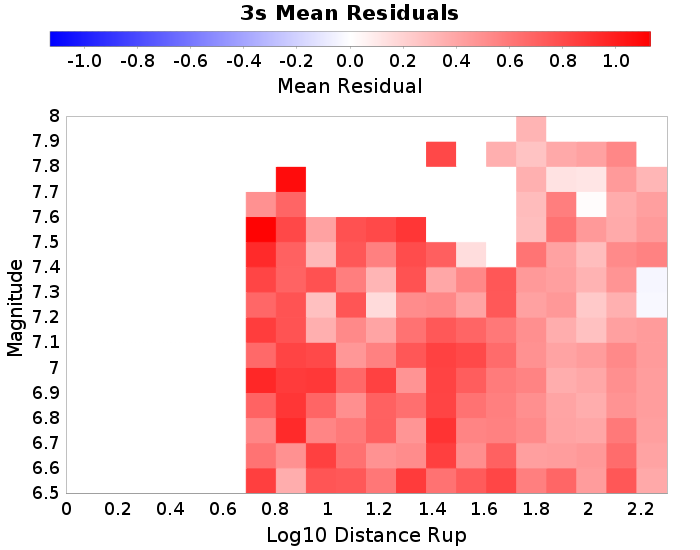 3s Mean Residuals
-1.0 -0.8 -0.6 -0.4 -0.2 0.0 0.2 0.4 0.6 0.8 1.0
Mean Residual
8
7.9
7.8
7.7
7.6
7.5
7.4
7.3
7.2
7.1
7
6.9
6.8
6.7
6.6
6.5
Magnitude
0 0.2 0.4 0.6 0.8 1 1.2 1.4 1.6 1.8 2 2.2
Log10 Distance Rup